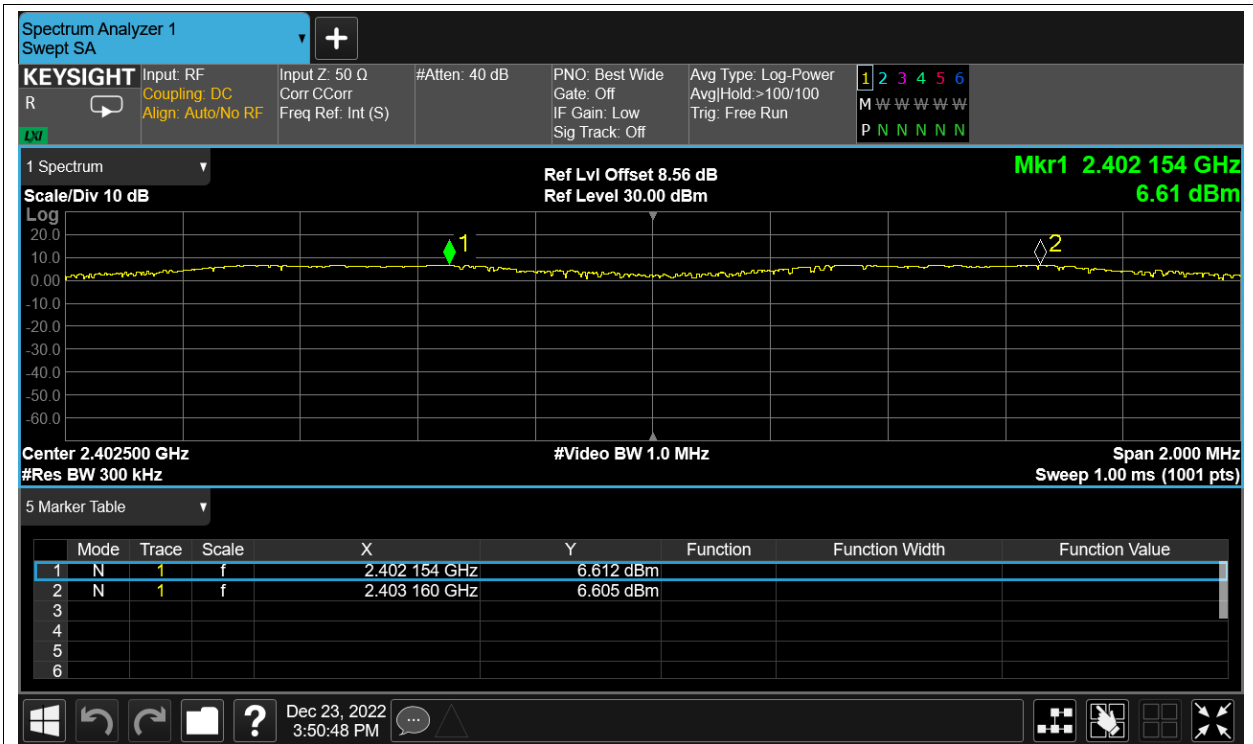 Spectrum Analyzer 1
Swept SA
+
KEYSIGHT
R
LXI
Input: RF
Coupling: DC
Align: Auto/No RF
Input Z: 50 Ω
Corr CCorr
Freq Ref: Int (S)
#Atten: 40 dB
PNO: Best Wide
Gate: Off
IF Gain: Low
Sig Track: Off
Avg Type: Log-Power
Avg|Hold:>100/100
Trig: Free Run
1 2 3 4 5 6
M W W W W W
P N N N N N
1 Spectrum
Scale/Div 10 dB
Ref Lvl Offset 8.56 dB
Ref Level 30.00 dBm
Mkr1 2.402 154 GHz
6.61 dBm
Log
20.0
10.0
0.00
-10.0
-20.0
-30.0
-40.0
-50.0
-60.0
1
2
Center 2.402500 GHz
#Res BW 300 kHz
#Video BW 1.0 MHz
Span 2.000 MHz
Sweep 1.00 ms (1001 pts)
5 Marker Table
Mode Trace Scale X Y Function Function Width Function Value
1 N 1 f 2.402 154 GHz 6.612 dBm
2 N 1 f 2.403 160 GHz 6.605 dBm
3
4
5
6
?
Dec 23, 2022
3:50:48 PM